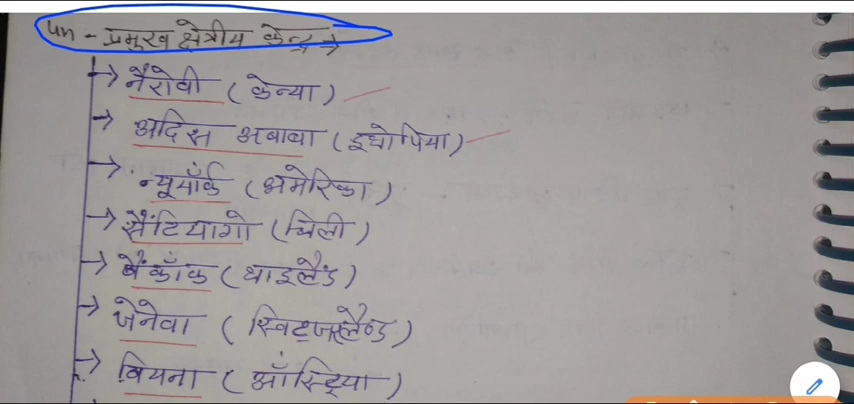 un - प्रमुख क्षेत्रीय केन्द्र →
→ नैरोवी ( केन्या )
→ अदिस अबाबा ( इथोपिया )
→ न्यूयॉर्क ( अमेरिका )
→ सैंटियागो ( चिली )
→ बैंकॉक ( थाइलैंड )
→ जेनेवा ( स्विट्जरलैण्ड )
→ वियना ( ऑस्ट्रिया )